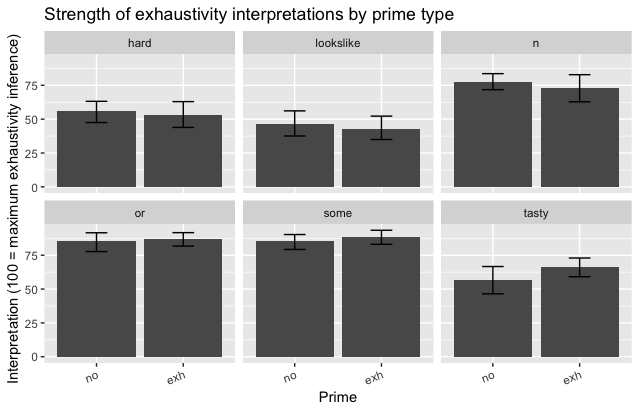 Strength of exhaustivity interpretations by prime type
Interpretation (100 = maximum exhaustivity inference)
hard
lookslike
n
75
50
25
0
or
some
tasty
75
50
25
0
no
exh
no
exh
no
exh
Prime